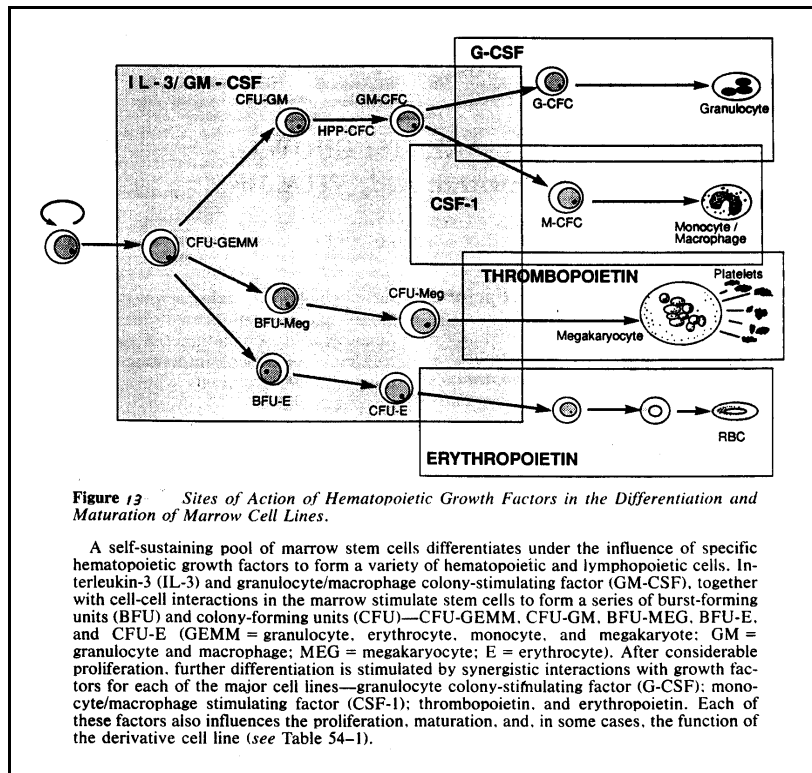 G-CSF
IL-3/GM-CSF
CFU-GM
GM-CFC
HPP-CFC
G-CFC
Granulocyte
CSF-1
M-CFC
Monocyte /
Macrophage
CFU-GEMM
THROMBOPOIETIN
Platelets
CFU-Meg
BFU-Meg
Megakaryocyte
BFU-E
CFU-E
RBC
ERYTHROPOIETIN
Figure 13 Sites of Action of Hematopoietic Growth Factors in the Differentiation and
Maturation of Marrow Cell Lines.
A self-sustaining pool of marrow stem cells differentiates under the influence of specific
hematopoietic growth factors to form a variety of hematopoietic and lymphopoietic cells. In-
terleukin-3 (IL-3) and granulocyte/macrophage colony-stimulating factor (GM-CSF), together
with cell-cell interactions in the marrow stimulate stem cells to form a series of burst-forming
units (BFU) and colony-forming units (CFU)—CFU-GEMM, CFU-GM, BFU-MEG, BFU-E,
and CFU-E (GEMM = granulocyte, erythrocyte, monocyte, and megakaryote; GM =
granulocyte and macrophage; MEG = megakaryocyte; E = erythrocyte). After considerable
proliferation, further differentiation is stimulated by synergistic interactions with growth fac-
tors for each of the major cell lines—granulocyte colony-stimulating factor (G-CSF); mono-
cyte/macrophage stimulating factor (CSF-1); thrombopoietin, and erythropoietin. Each of
these factors also influences the proliferation, maturation, and, in some cases, the function of
the derivative cell line (see Table 54–1).